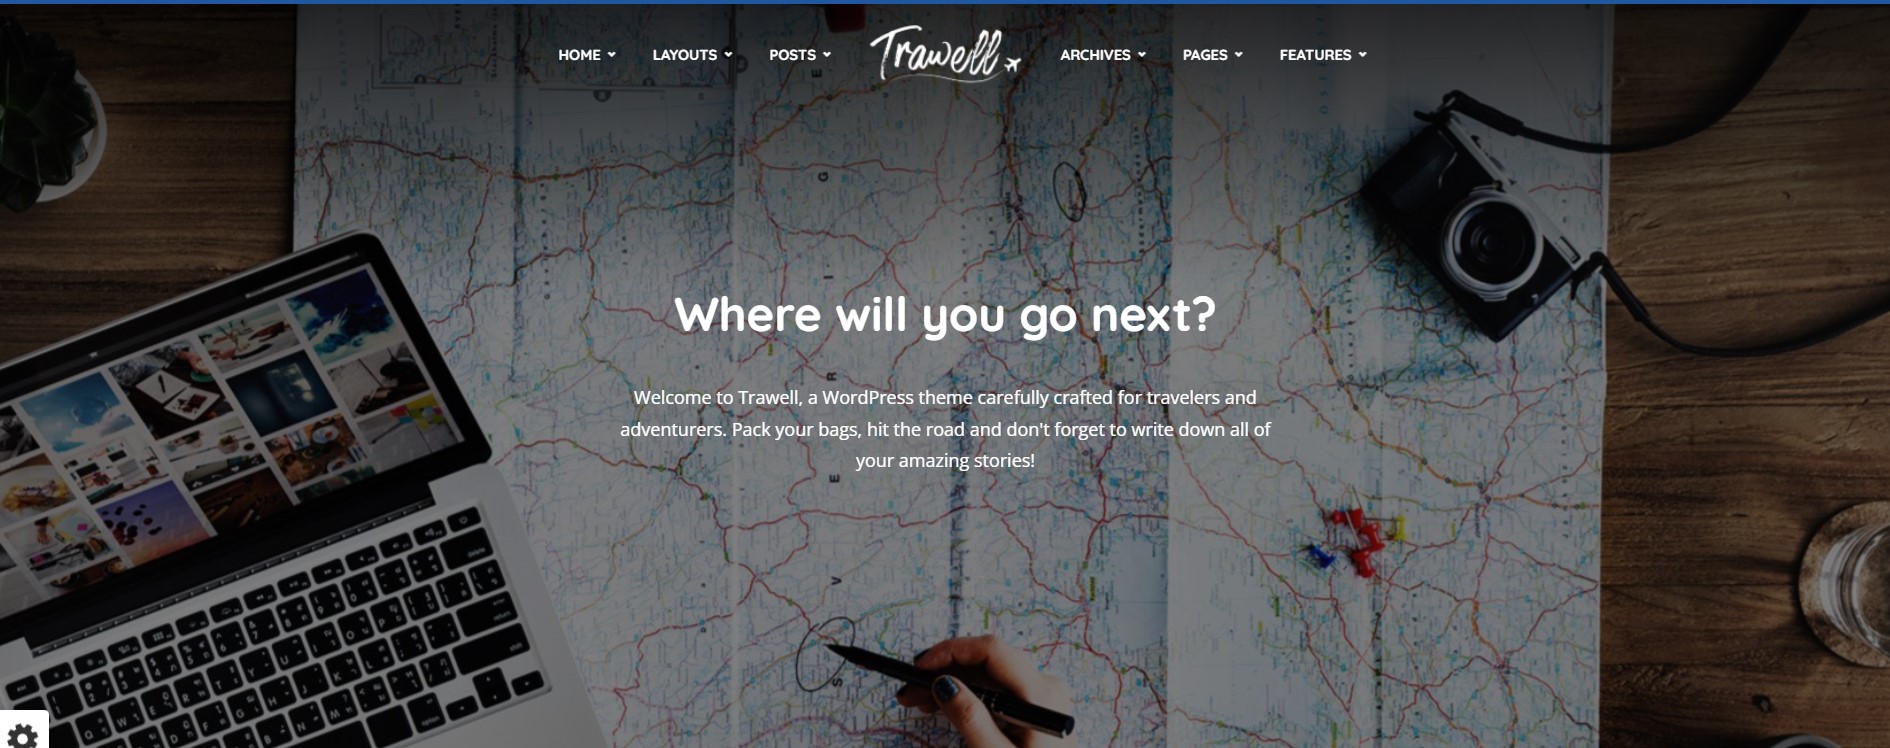 HOME LAYOUTS POSTS Trawell ARCHIVES PAGES FEATURES
Where will you go next?
Welcome to Trawell, a WordPress theme carefully crafted for travelers and
adventurers. Pack your bags, hit the road and don't forget to write down all of
your amazing stories!